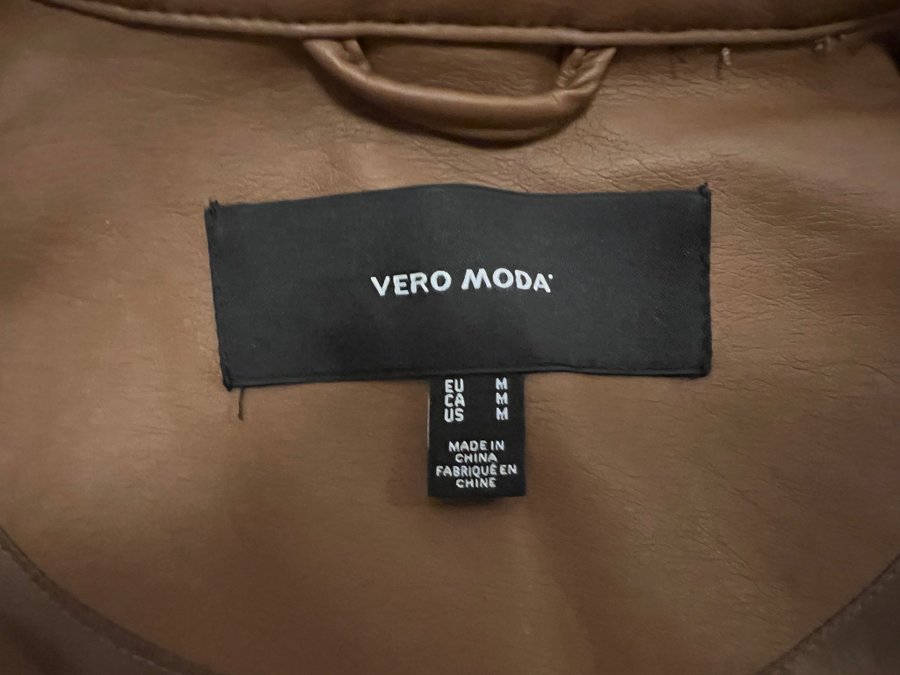 VERO MODA
EU M
CA M
US M
MADE IN
CHINA
FABRIQUÉ EN
CHINE